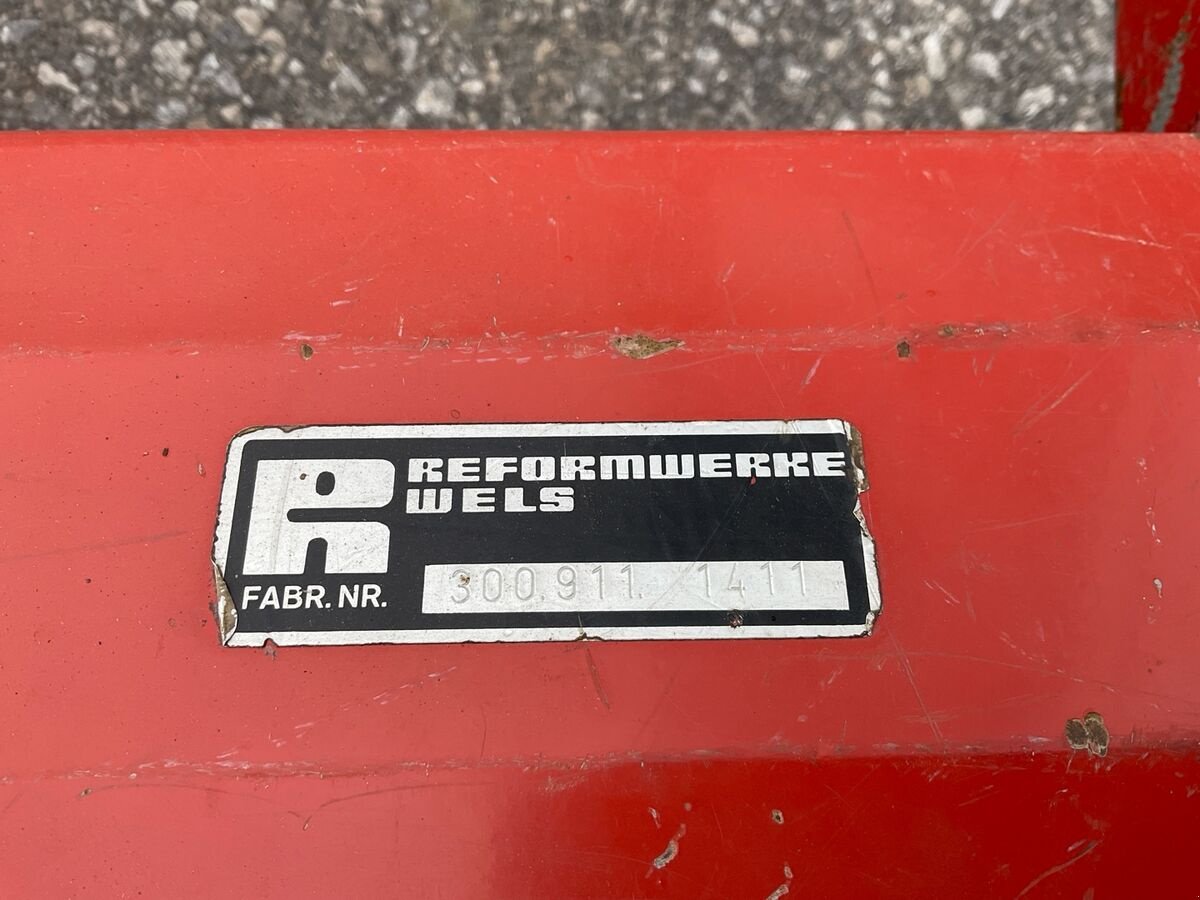 REFORMWERKE
WELS
FABR. NR. 300.911. 1411